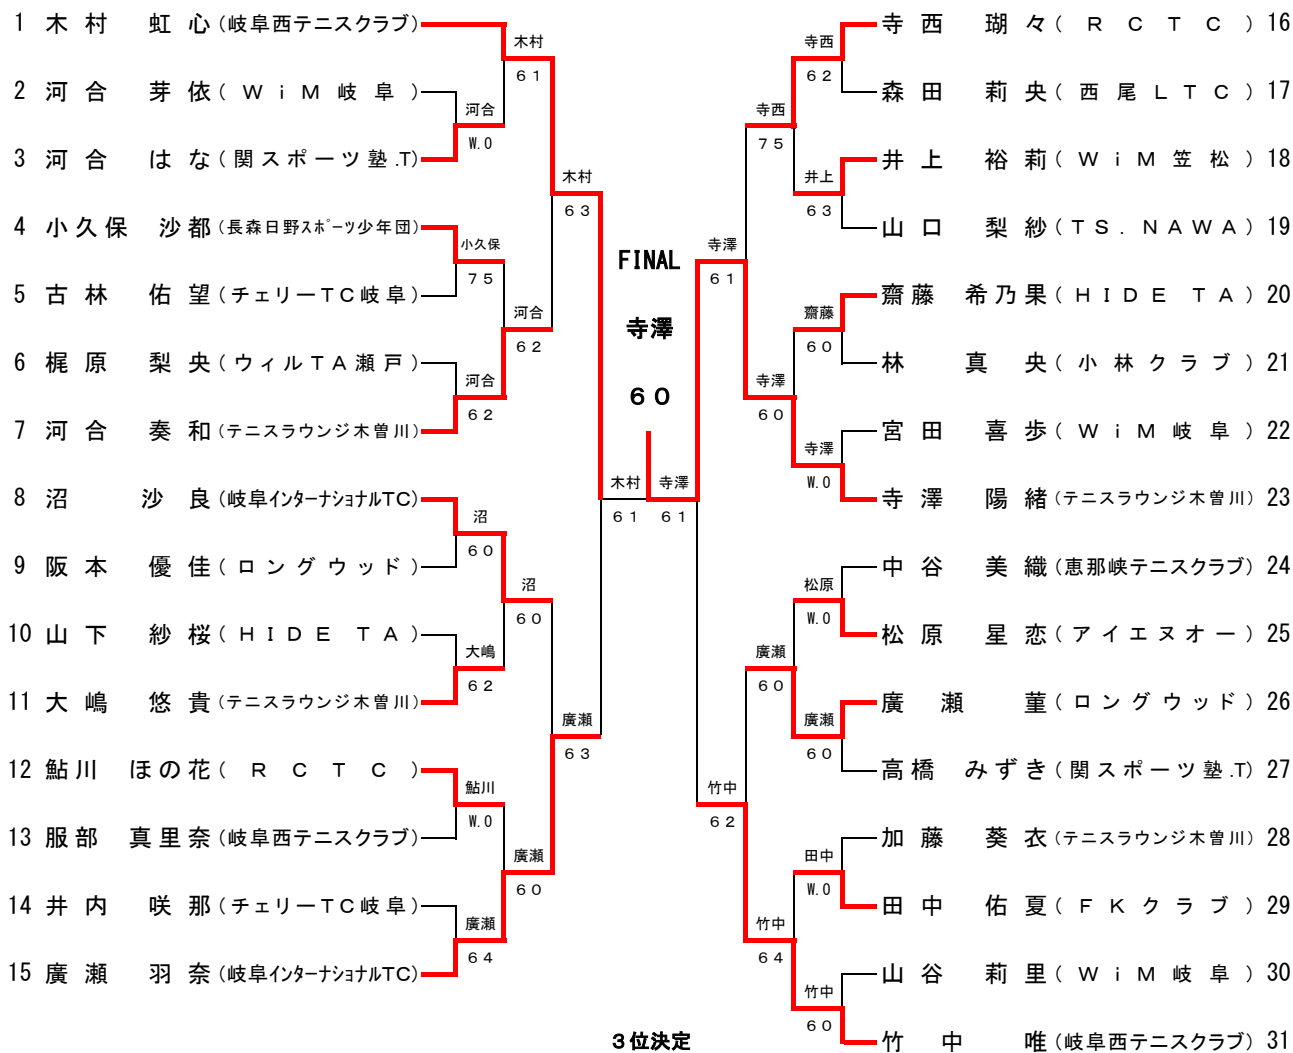 1 木村 虹心 (岐阜西テニスクラブ)
2 河合 芽依 (WiM岐阜)
3 河合 はな (関スポーツ塾.T)
4 小久保 沙都 (長森日野スポーツ少年団)
5 古林 佑望 (チェリーTC岐阜)
6 梶原 梨央 (ウィルTA瀬戸)
7 河合 奏和 (テニスラウンジ木曽川)
8 沼 沙良 (岐阜インターナショナルTC)
9 阪本 優佳 (ロングウッド)
10 山下 紗桜 (HIDE TA)
11 大嶋 悠貴 (テニスラウンジ木曽川)
12 鮎川 ほの花 (RCTC)
13 服部 真里奈 (岐阜西テニスクラブ)
14 井内 咲那 (チェリーTC岐阜)
15 廣瀬 羽奈 (岐阜インターナショナルTC)
木村
61
河合
W.0
小久保
75
河合
62
河合
62
木村
63
沼
60
大嶋
62
沼
60
鮎川
W.0
廣瀬
64
廣瀬
60
廣瀬
63
木村
61
FINAL
寺澤
60
寺澤
61
3位決定
寺澤
61
竹中
62
寺西
75
寺澤
60
廣瀬
60
竹中
64
寺西
62
井上
63
齋藤
60
寺澤
W.0
松原
W.0
廣瀬
60
田中
W.0
竹中
60
寺西 瑚々 (RCTC) 16
森田 莉央 (西尾LTC) 17
井上 裕莉 (WiM笠松) 18
山口 梨紗 (TS.NAWA) 19
齋藤 希乃果 (HIDE TA) 20
林 真央 (小林クラブ) 21
宮田 喜歩 (WiM岐阜) 22
寺澤 陽緒 (テニスラウンジ木曽川) 23
中谷 美織 (恵那峡テニスクラブ) 24
松原 星恋 (アイエヌオー) 25
廣瀬 菫 (ロングウッド) 26
高橋 みずき (関スポーツ塾.T) 27
加藤 葵衣 (テニスラウンジ木曽川) 28
田中 佑夏 (FKクラブ) 29
山谷 莉里 (WiM岐阜) 30
竹中 唯 (岐阜西テニスクラブ) 31